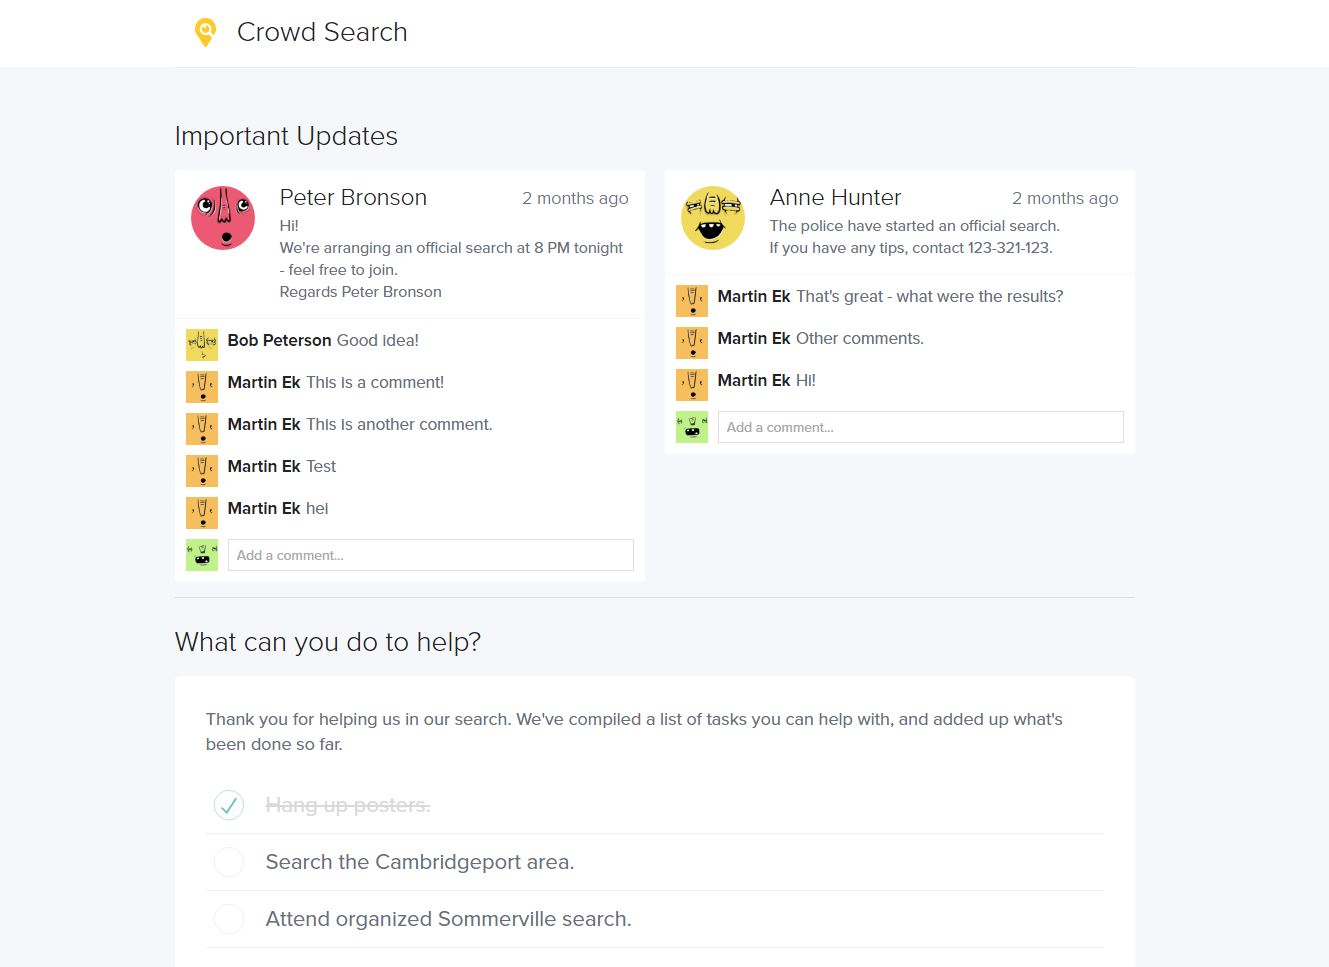 Crowd Search
Important Updates
Peter Bronson
2 months ago
Hi!
We're arranging an official search at 8 PM tonight
- feel free to join.
Regards Peter Bronson
Bob Peterson Good idea!
Martin Ek This is a comment!
Martin Ek This is another comment.
Martin Ek Test
Martin Ek hei
Add a comment...
Anne Hunter
2 months ago
The police have started an official search.
If you have any tips, contact 123-321-123.
Martin Ek That's great - what were the results?
Martin Ek Other comments.
Martin Ek Hi!
Add a comment...
What can you do to help?
Thank you for helping us in our search. We've compiled a list of tasks you can help with, and added up what's
been done so far.
Hang up posters.
Search the Cambridgeport area.
Attend organized Sommerville search.